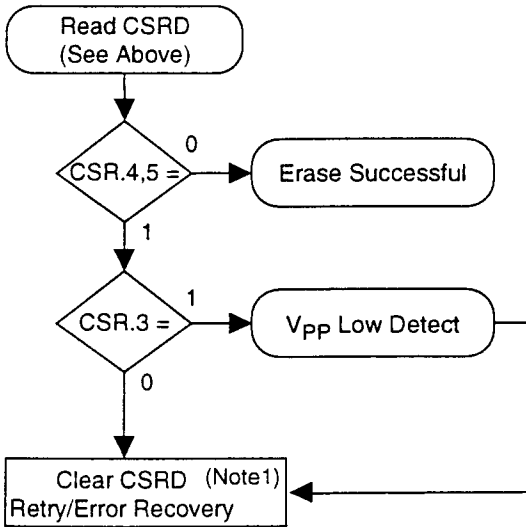 Read CSRD
(See Above)
0
CSR.4,5 =
Erase Successful
1
1
CSR.3 =
VPP Low Detect
0
Clear CSRD (Note1)
Retry/Error Recovery